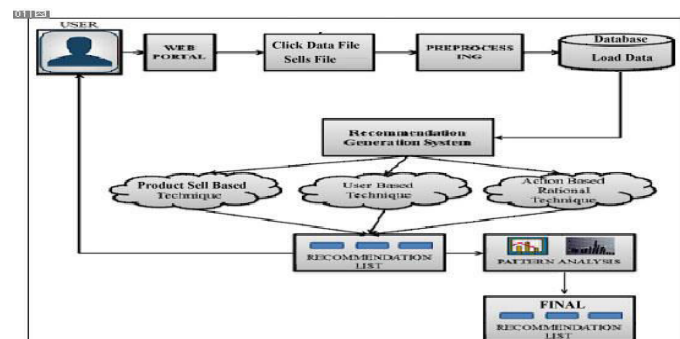 USER
WEB
PORTAL
Click Data File
Sells File
PREPROCESS
ING
Database
Load Data
Recommendation
Generation System
Product Sell Based
Technique
User Based
Technique
Action Based
Rational
Technique
RECOMMENDATION
LIST
PATTERN ANALYSIS
FINAL
RECOMMENDATION
LIST